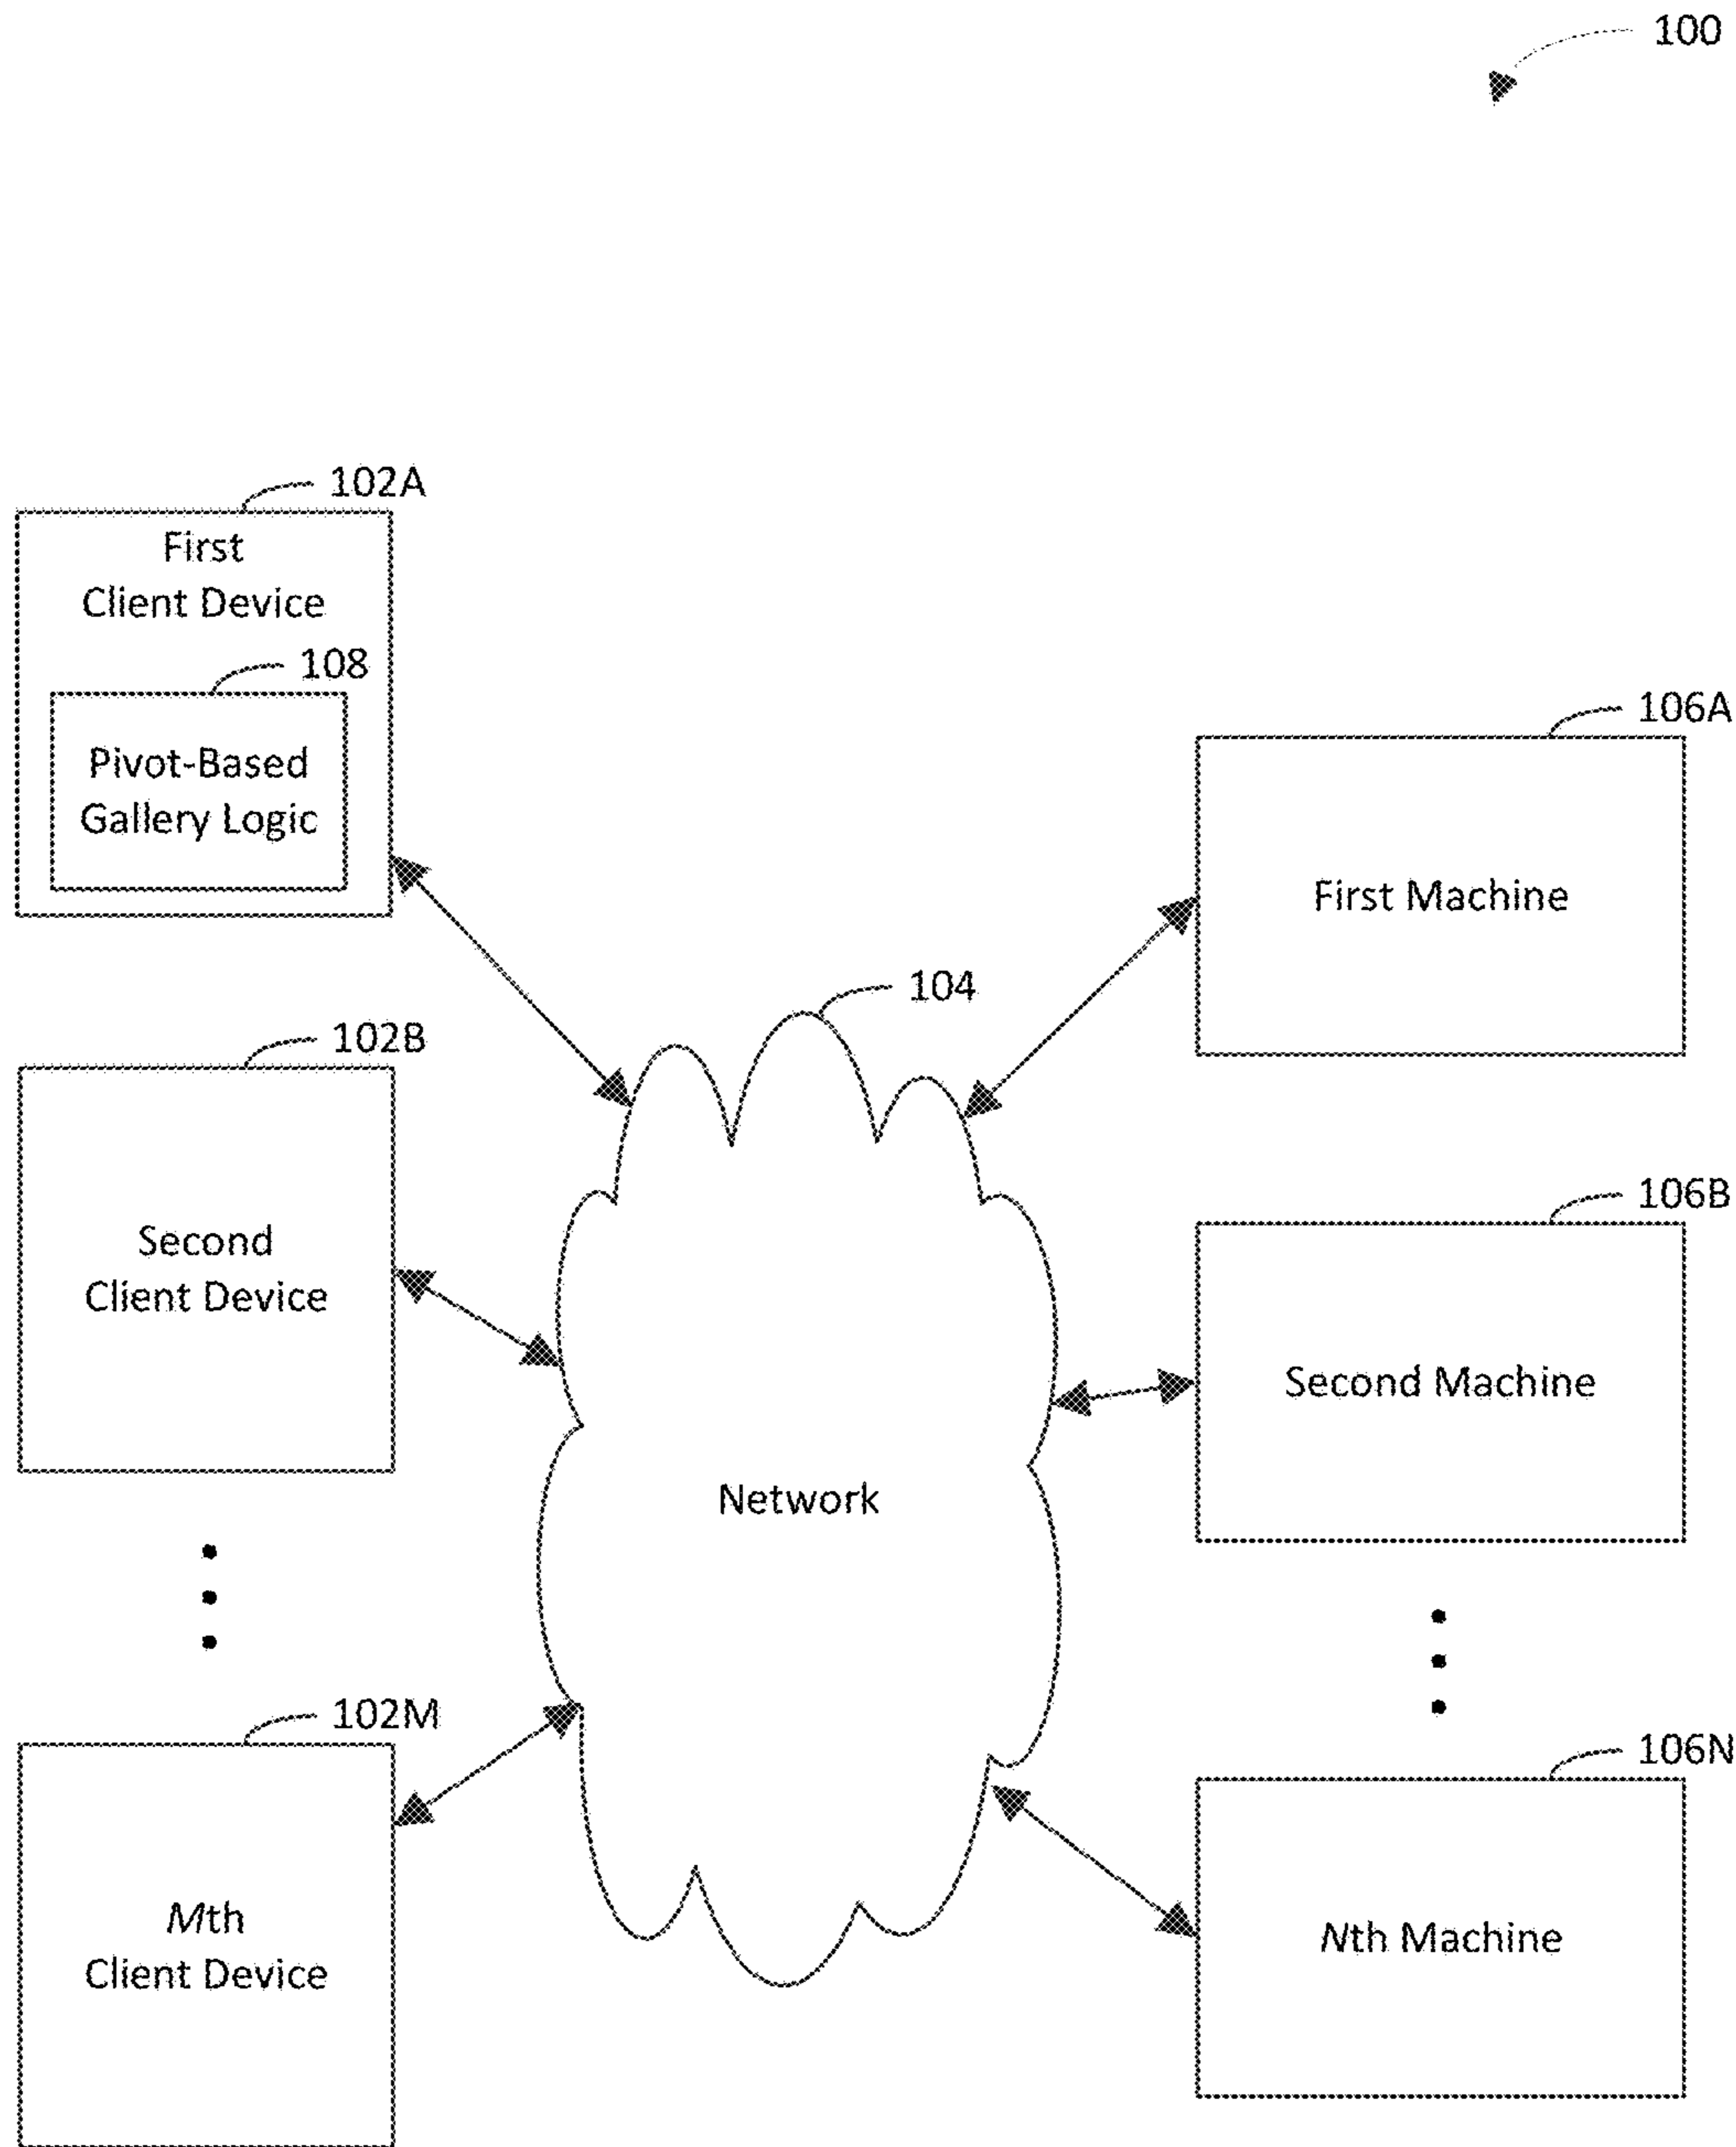 100
102A
First
Client Device
108
Pivot-Based
Gallery Logic
106A
First Machine
104
102B
Second
Client Device
106B
Second Machine
Network
102M
Mth
Client Device
106N
Nth Machine